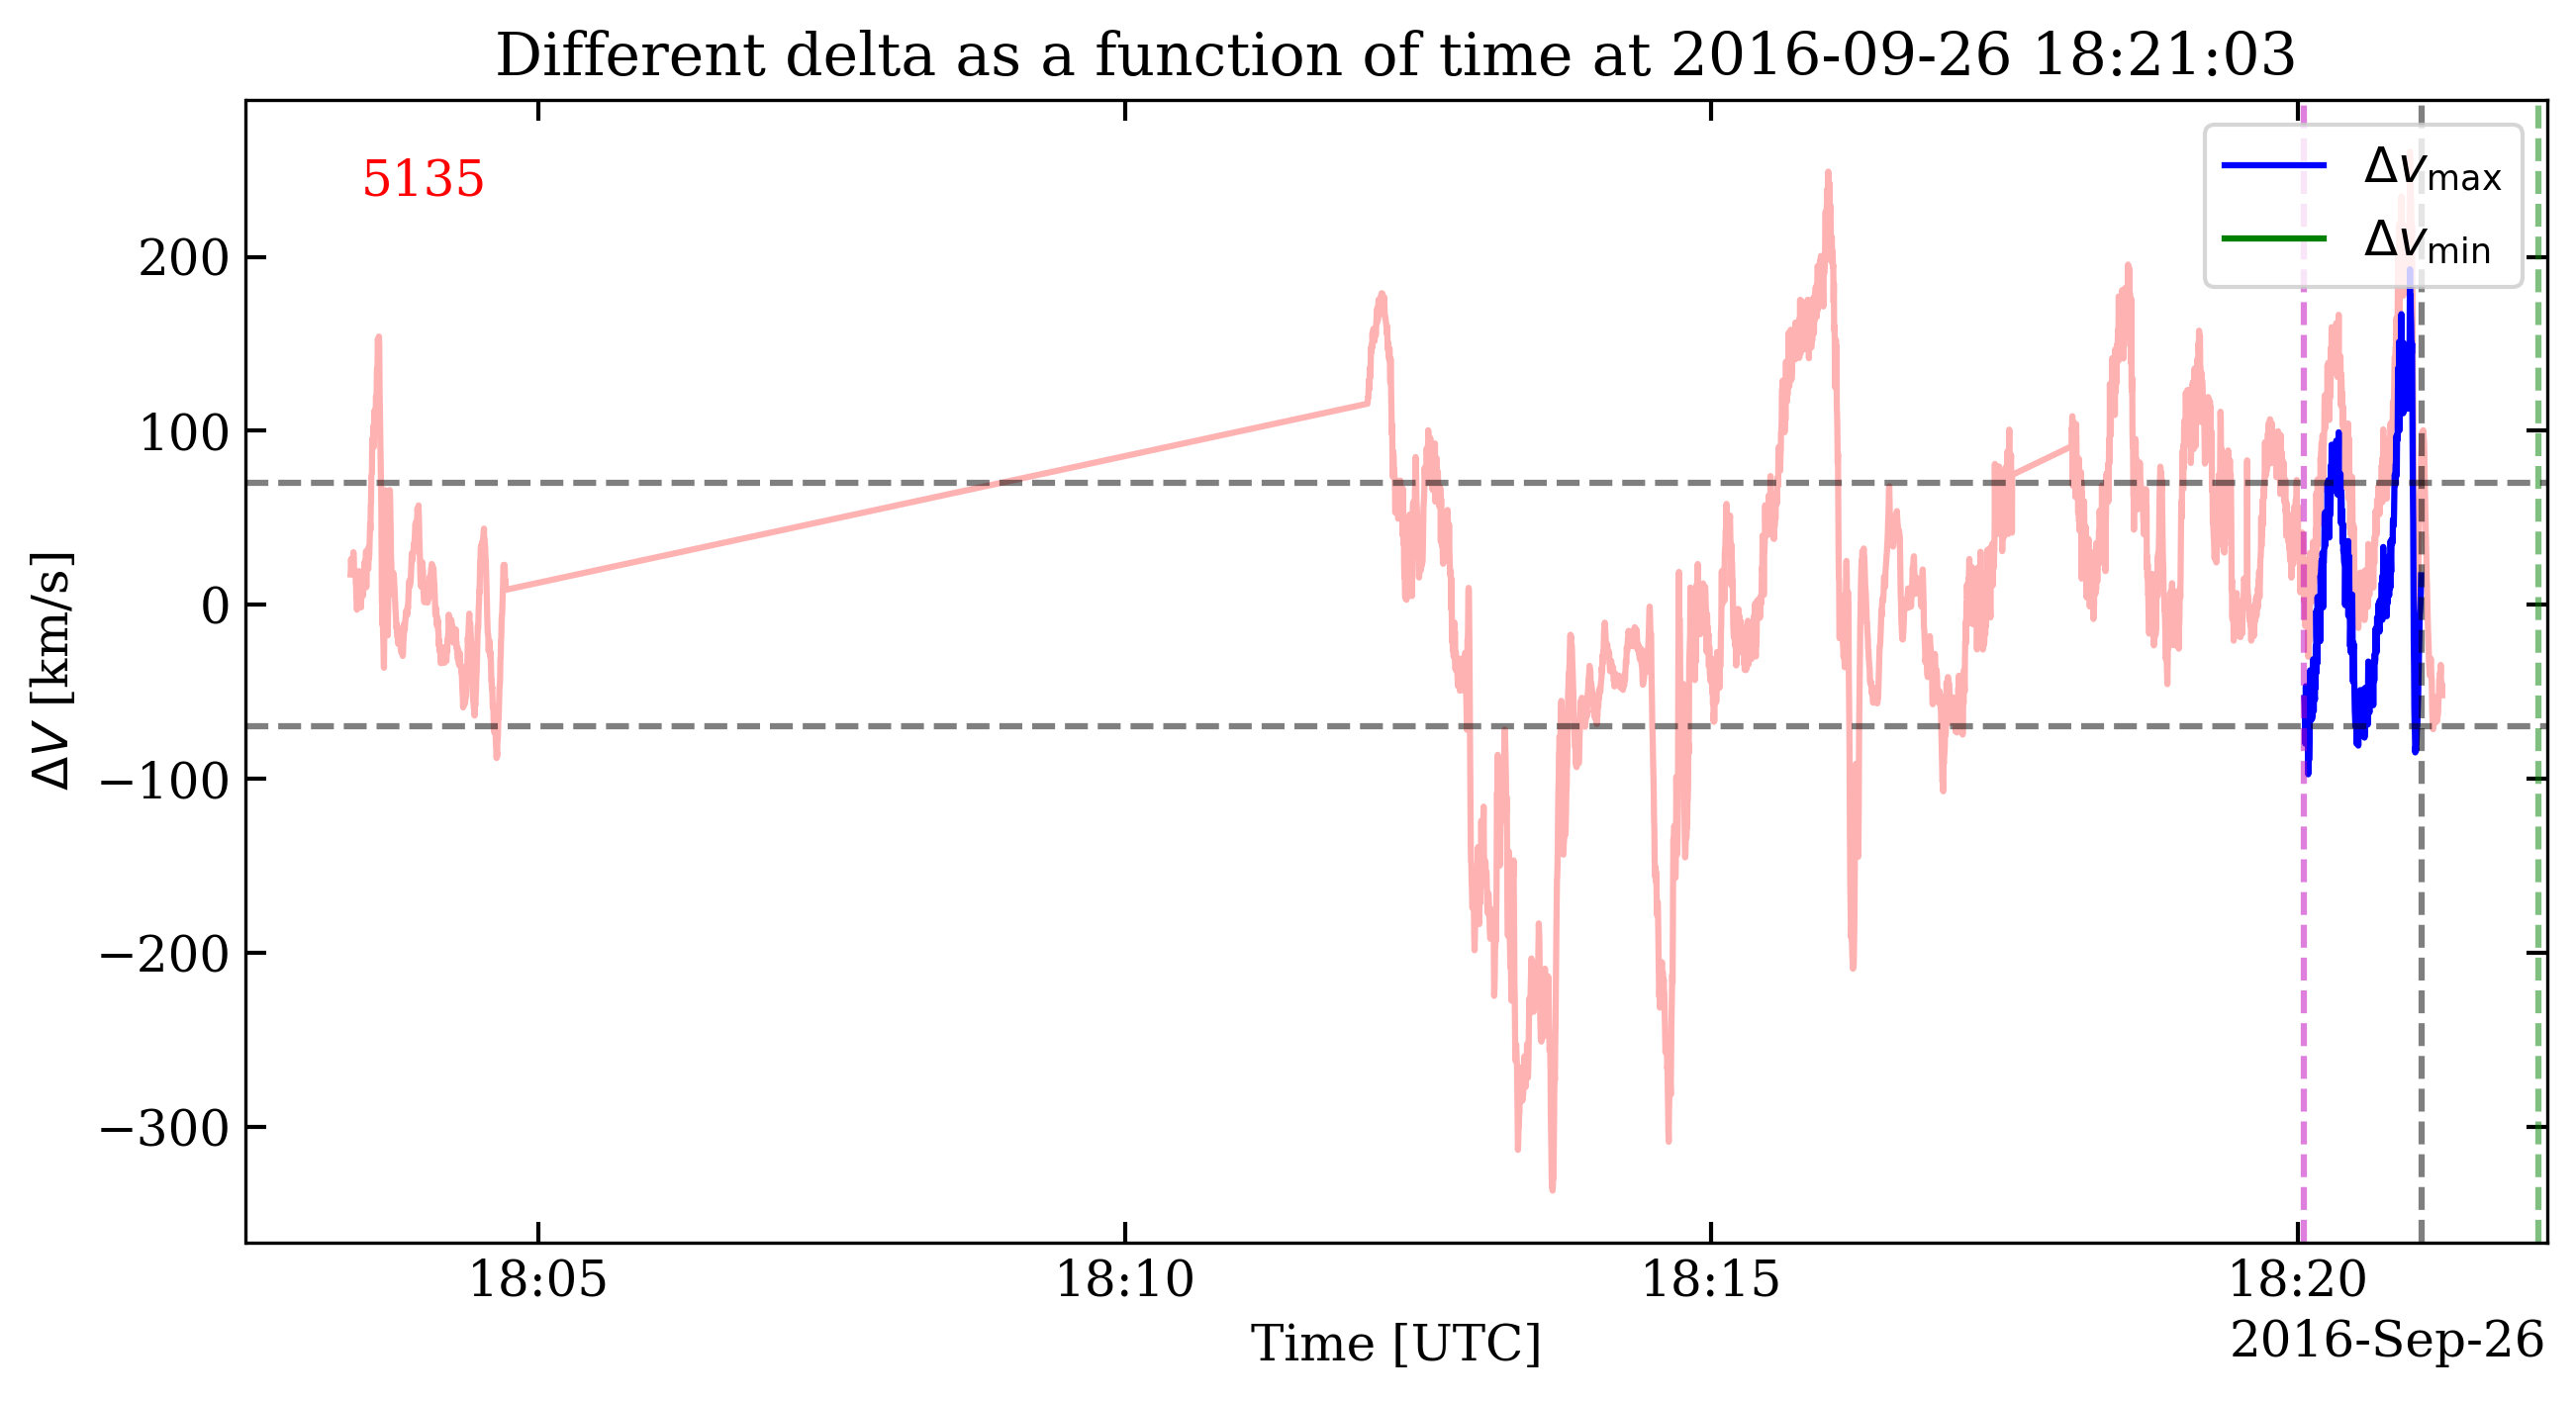 Different delta as a function of time at 2016-09-26 18:21:03
5135
Δv_max
Δv_min
200
100
0
−100
−200
−300
ΔV [km/s]
18:05 18:10 18:15 18:20
2016-Sep-26
Time [UTC]